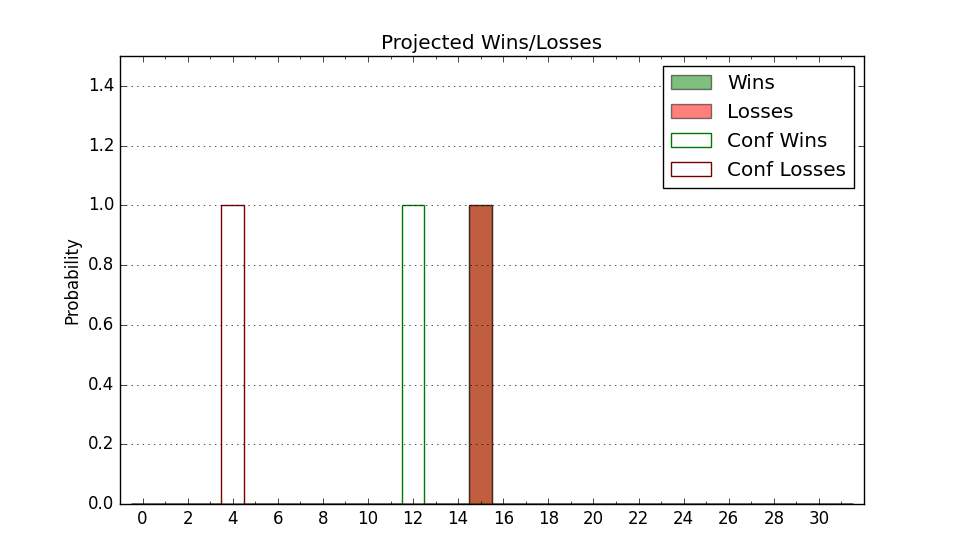 Projected Wins/Losses
Wins
Losses
Conf Wins
Conf Losses
Probability
1.4
1.2
1.0
0.8
0.6
0.4
0.2
0.0
0 2 4 6 8 10 12 14 16 18 20 22 24 26 28 30